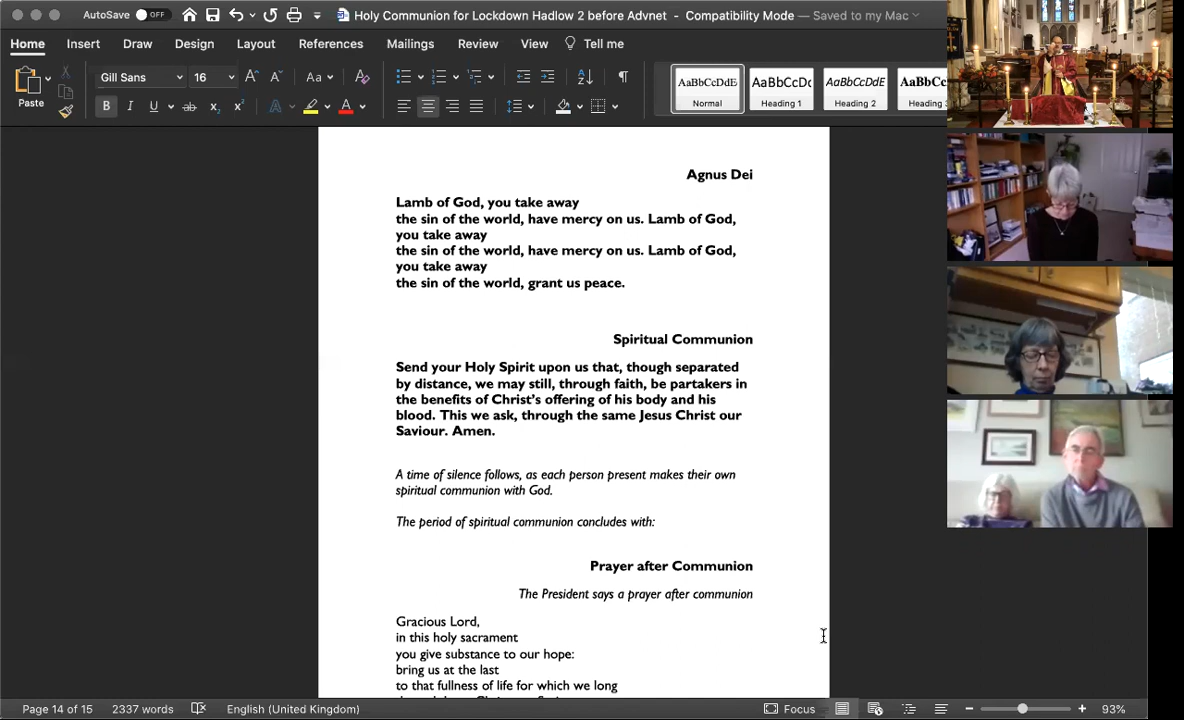 AutoSave OFF
Holy Communion for Lockdown Hadlow 2 before Advnet - Compatibility Mode — Saved to my Mac
Home Insert Draw Design Layout References Mailings Review View Tell me
Paste
Gill Sans 16
AaBbCcDdE AaBbCcDc AaBbCcDdE AaBbCc
Normal Heading 1 Heading 2 Heading
Agnus Dei
Lamb of God, you take away
the sin of the world, have mercy on us. Lamb of God,
you take away
the sin of the world, have mercy on us. Lamb of God,
you take away
the sin of the world, grant us peace.
Spiritual Communion
Send your Holy Spirit upon us that, though separated
by distance, we may still, through faith, be partakers in
the benefits of Christ’s offering of his body and his
blood. This we ask, through the same Jesus Christ our
Saviour. Amen.
A time of silence follows, as each person present makes their own
spiritual communion with God.
The period of spiritual communion concludes with:
Prayer after Communion
The President says a prayer after communion
Gracious Lord,
in this holy sacrament
you give substance to our hope:
bring us at the last
to that fullness of life for which we long
Page 14 of 15 2337 words English (United Kingdom) Focus 93%